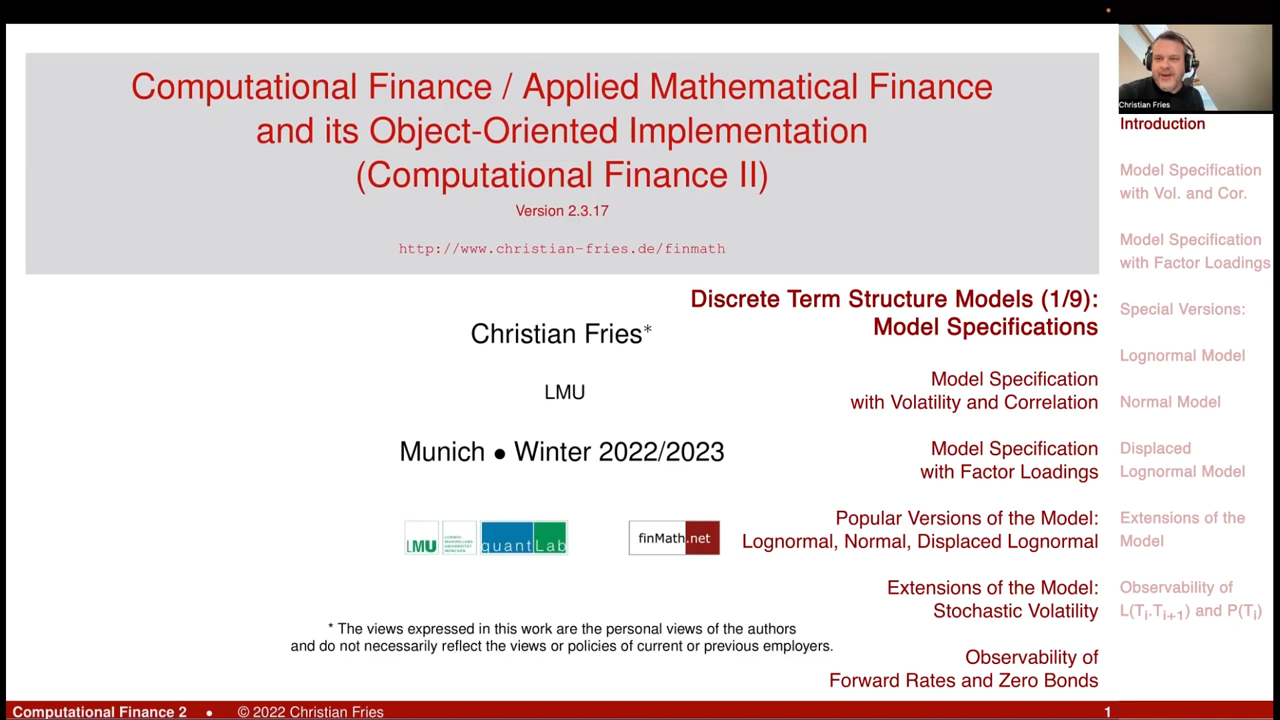 Computational Finance / Applied Mathematical Finance
and its Object-Oriented Implementation
(Computational Finance II)
Version 2.3.17
http://www.christian-fries.de/finmath
Christian Fries*
LMU
Munich • Winter 2022/2023
LMU
quantLab
finMath.net
* The views expressed in this work are the personal views of the authors
and do not necessarily reflect the views or policies of current or previous employers.
Discrete Term Structure Models (1/9):
Model Specifications
Model Specification
with Volatility and Correlation
Model Specification
with Factor Loadings
Popular Versions of the Model:
Lognormal, Normal, Displaced Lognormal
Extensions of the Model:
Stochastic Volatility
Observability of
Forward Rates and Zero Bonds
Christian Fries
Introduction
Model Specification
with Vol. and Cor.
Model Specification
with Factor Loadings
Special Versions:
Lognormal Model
Normal Model
Displaced
Lognormal Model
Extensions of the
Model
Observability of
L(Ti.Ti+1) and P(Ti)
Computational Finance 2 • © 2022 Christian Fries
1